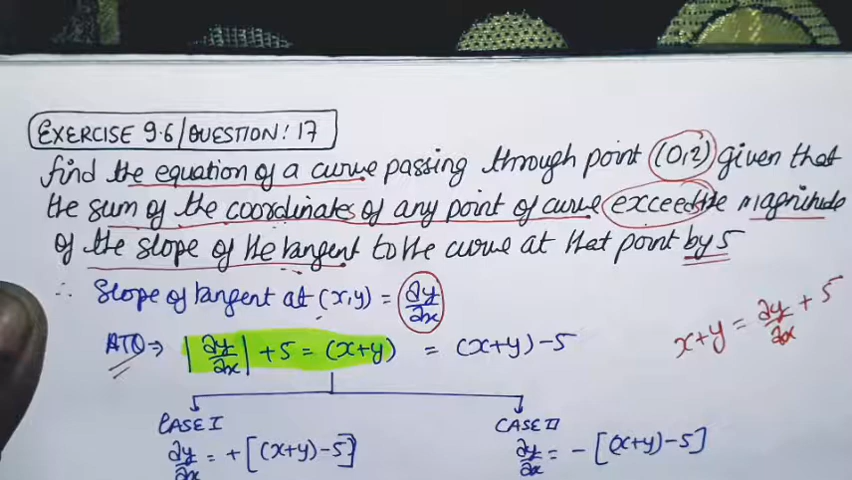 EXERCISE 9.6/QUESTION: 17
find the equation of a curve passing through point (0,2) given that
the sum of the coordinates of any point of curve exceeds the magnitude
of the slope of the tangent to the curve at that point by 5
∴ Slope of tangent at (x,y) = dy/dx
x+y = dy/dx + 5
ATQ ⇒ |dy/dx| + 5 = (x+y) = (x+y) - 5
CASE I CASE II
dy/dx = +[(x+y)-5] dy/dx = -[(x+y)-5]